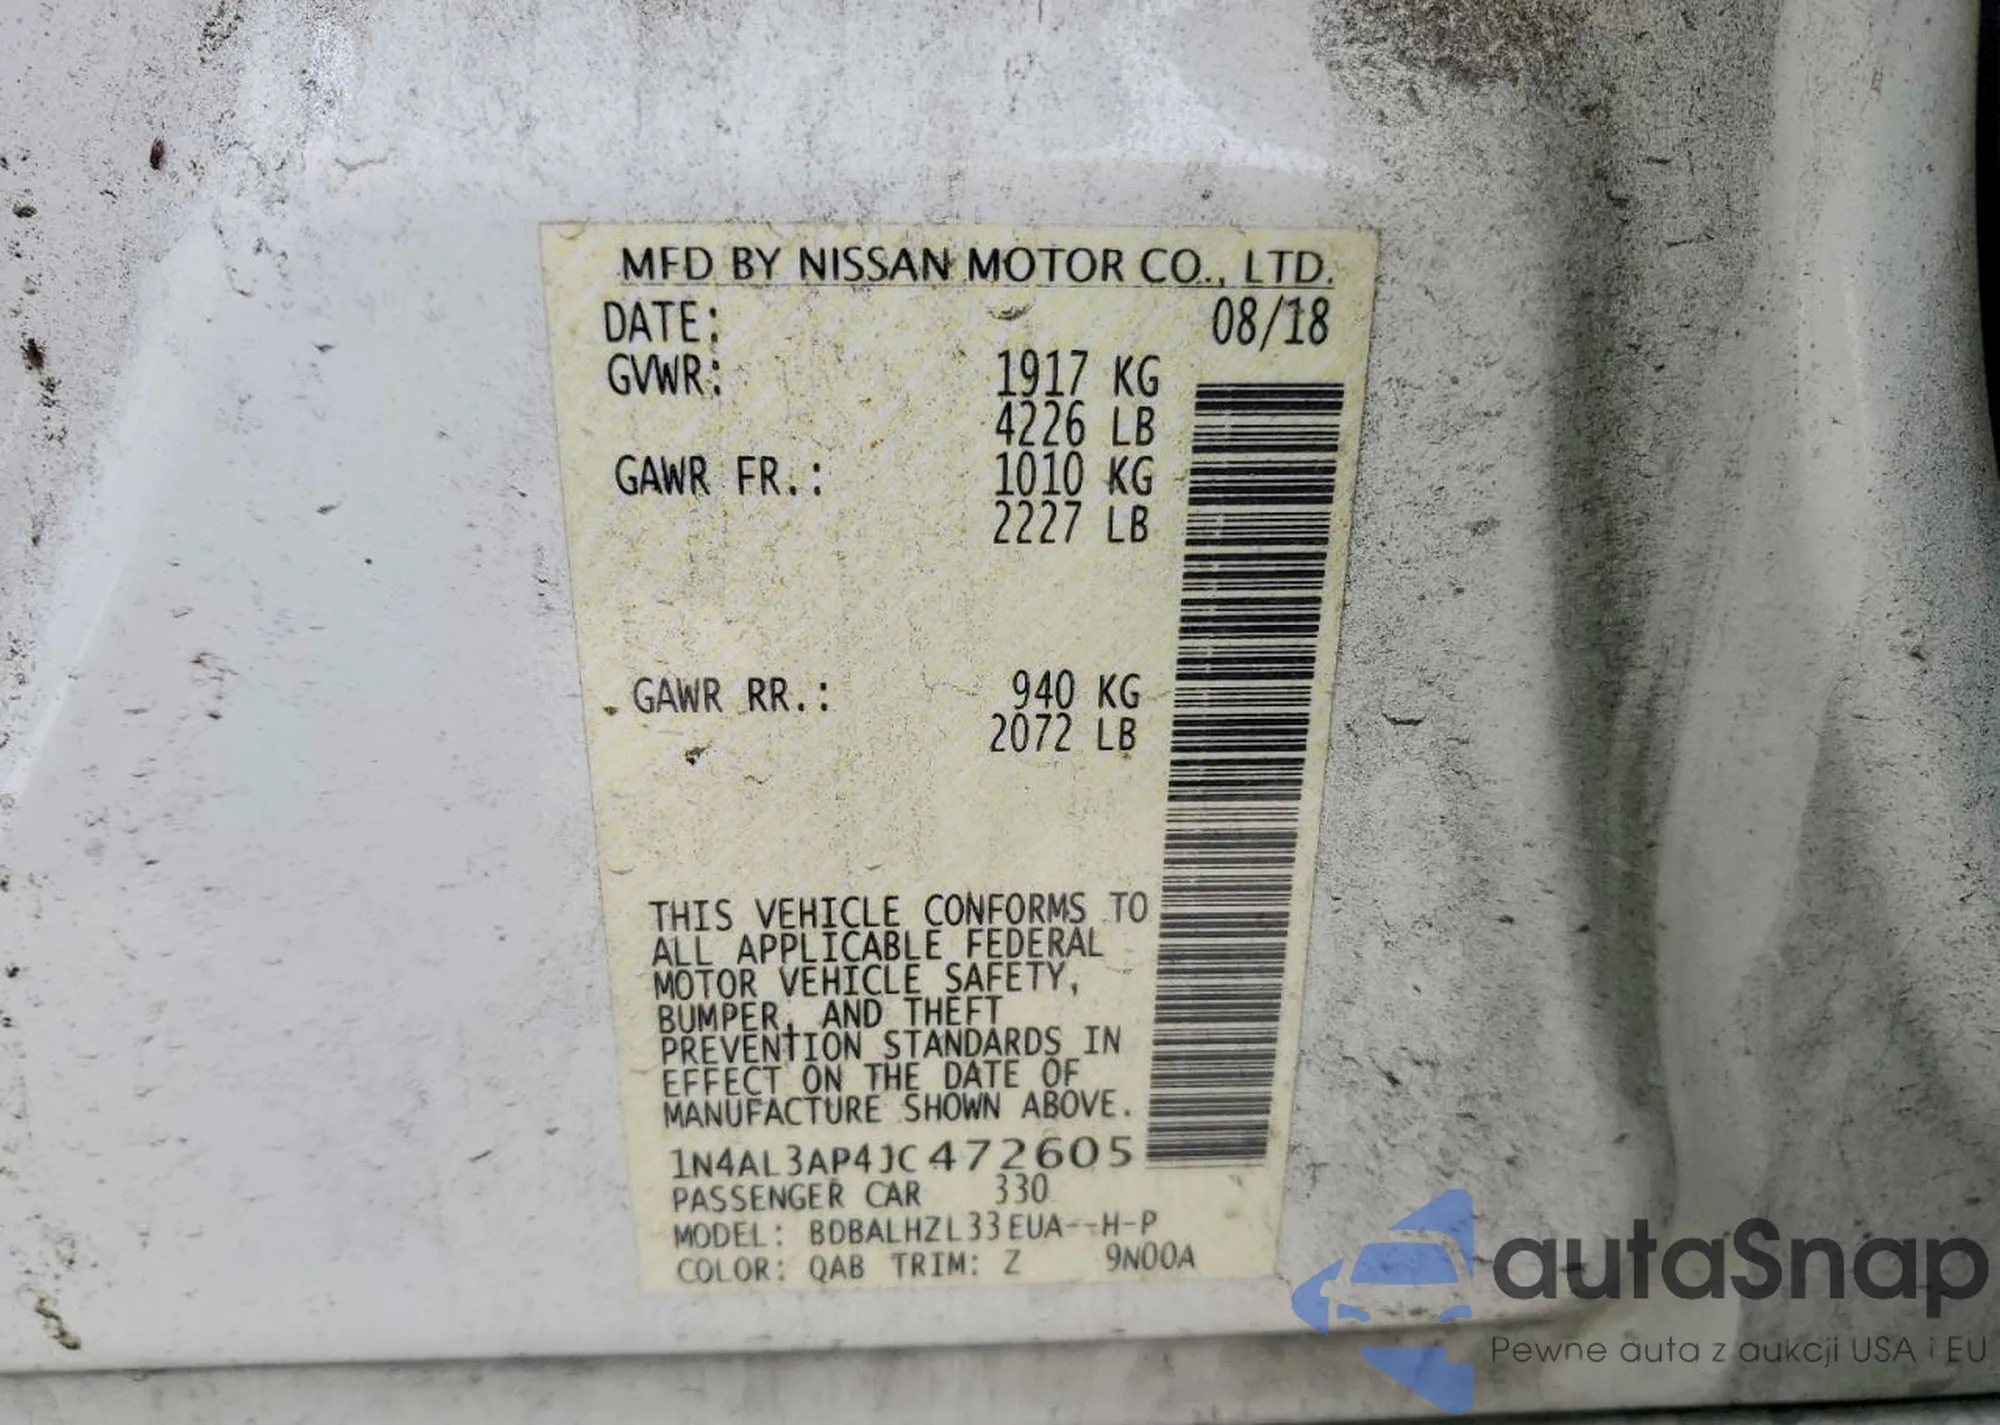 MFD BY NISSAN MOTOR CO., LTD.
DATE: 08/18
GVWR: 1917 KG
4226 LB
GAWR FR.: 1010 KG
2227 LB
GAWR RR.: 940 KG
2072 LB
THIS VEHICLE CONFORMS TO
ALL APPLICABLE FEDERAL
MOTOR VEHICLE SAFETY,
BUMPER, AND THEFT
PREVENTION STANDARDS IN
EFFECT ON THE DATE OF
MANUFACTURE SHOWN ABOVE.
1N4AL3AP4JC472605
PASSENGER CAR 330
MODEL: BDBALHZL33EUA--H-P
COLOR: QAB TRIM: Z 9N00A
autoSnap
Pewne auta z aukcji USA i EU